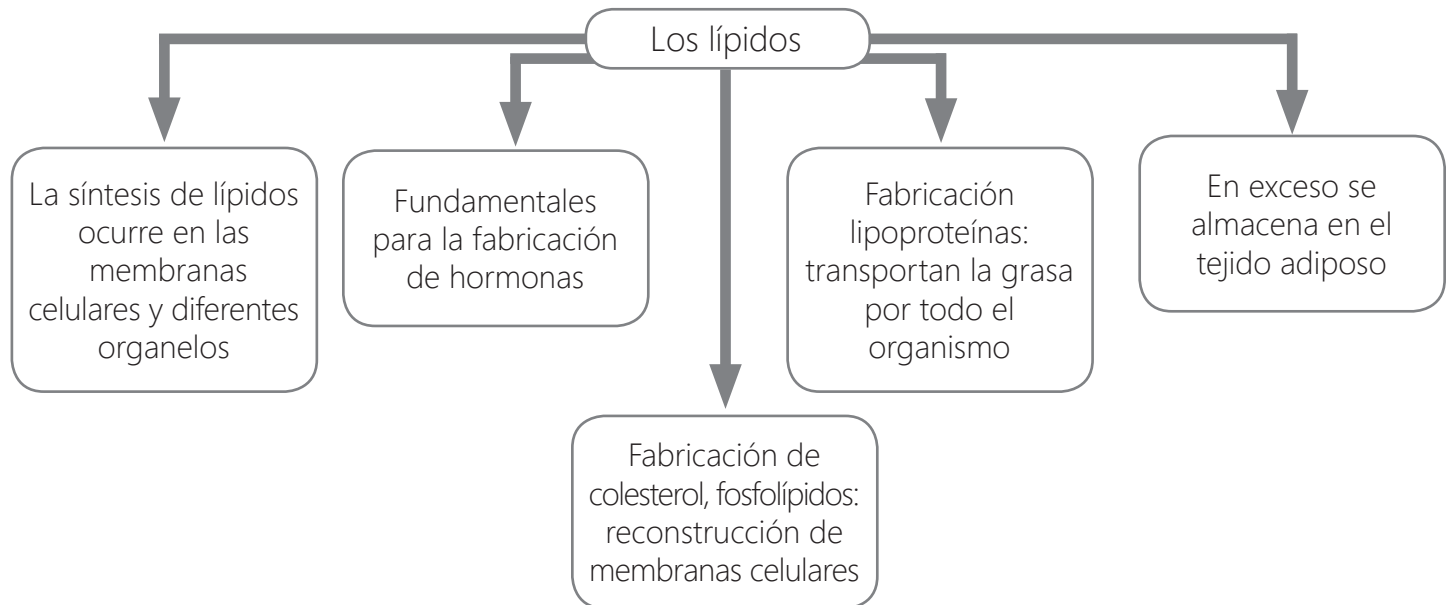 Los lípidos
La síntesis de lípidos
ocurre en las
membranas
celulares y diferentes
organelos
Fundamentales
para la fabricación
de hormonas
Fabricación
lipoproteínas:
transportan la grasa
por todo el
organismo
En exceso se
almacena en el
tejido adiposo
Fabricación de
colesterol, fosfolípidos:
reconstrucción de
membranas celulares